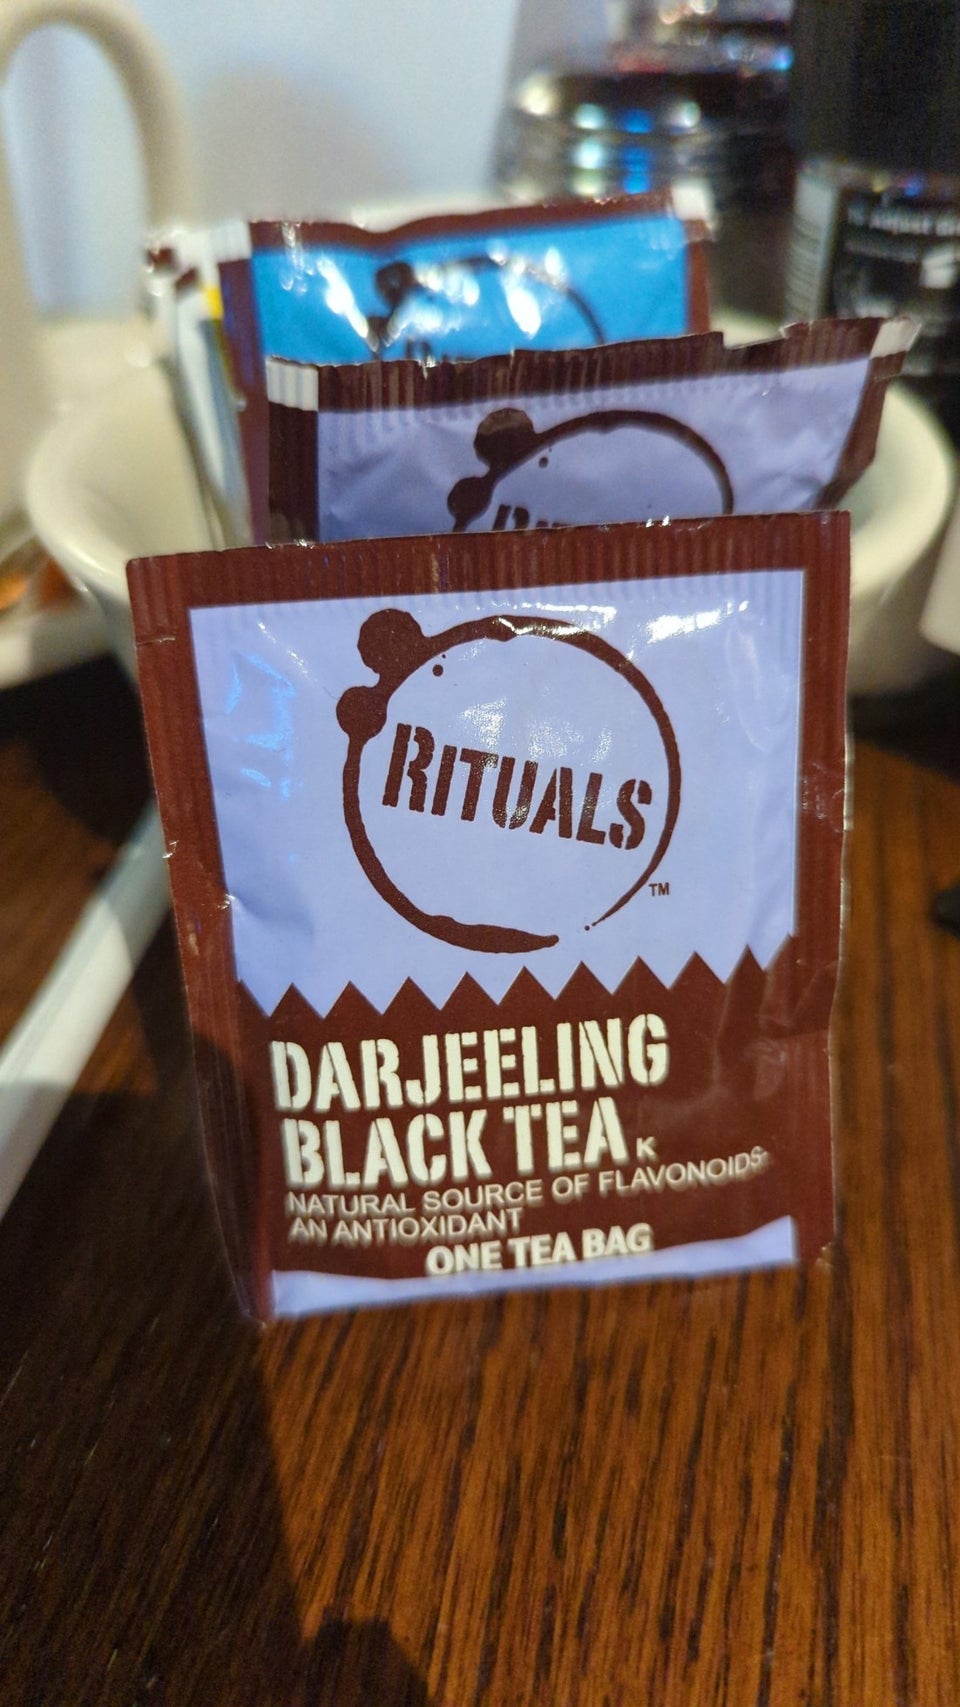 RITUALS
TM
DARJEELING
BLACK TEA K
NATURAL SOURCE OF FLAVONOIDS-
AN ANTIOXIDANT
ONE TEA BAG